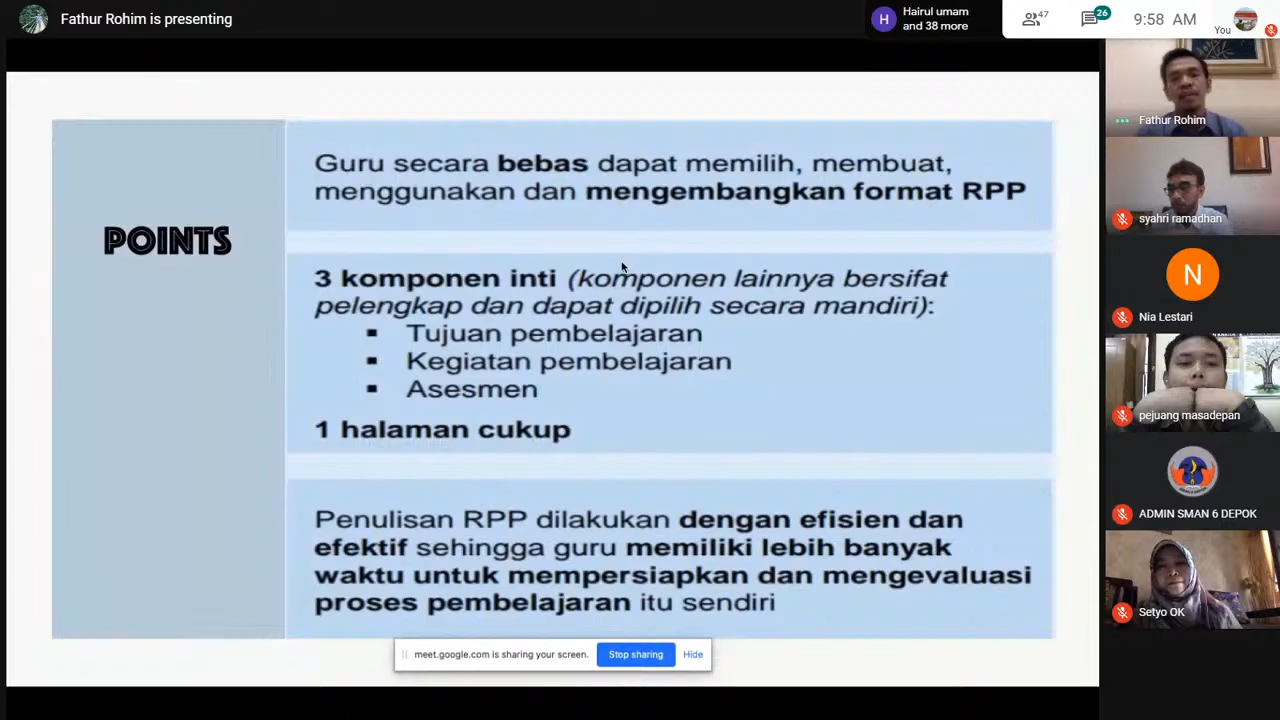 Fathur Rohim is presenting
H
Hairul umam
and 38 more
47
26
9:58 AM
You
POINTS
Guru secara bebas dapat memilih, membuat,
menggunakan dan mengembangkan format RPP
3 komponen inti (komponen lainnya bersifat
pelengkap dan dapat dipilih secara mandiri):
▪ Tujuan pembelajaran
▪ Kegiatan pembelajaran
▪ Asesmen
1 halaman cukup
Penulisan RPP dilakukan dengan efisien dan
efektif sehingga guru memiliki lebih banyak
waktu untuk mempersiapkan dan mengevaluasi
proses pembelajaran itu sendiri
meet.google.com is sharing your screen.
Stop sharing
Hide
Fathur Rohim
syahri ramadhan
N
Nia Lestari
pejuang masadepan
ADMIN SMAN 6 DEPOK
Setyo OK